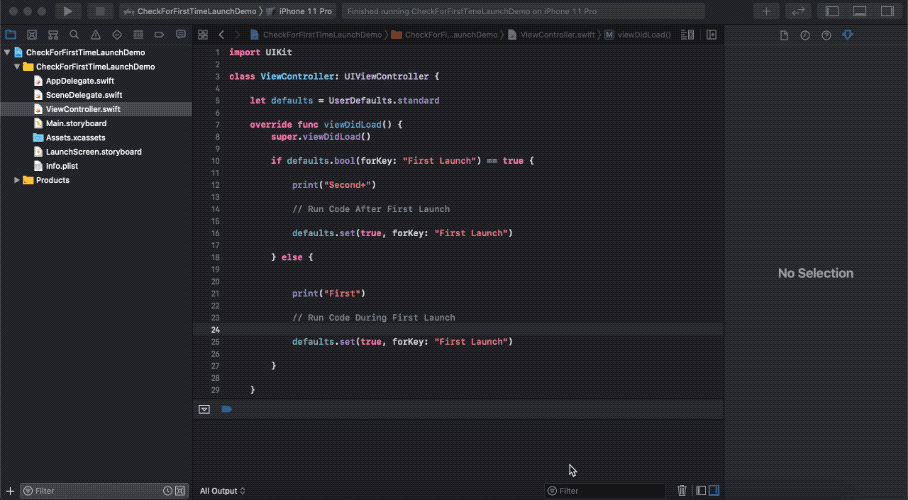 CheckForFirstTimeLaunchDemo
iPhone 11 Pro
Finished running CheckForFirstTimeLaunchDemo on iPhone 11 Pro
CheckForFirstTimeLaunchDemo
CheckForFi...aunchDemo
ViewController.swift
M viewDidLoad()
CheckForFirstTimeLaunchDemo
CheckForFirstTimeLaunchDemo
AppDelegate.swift
SceneDelegate.swift
ViewController.swift
Main.storyboard
Assets.xcassets
LaunchScreen.storyboard
Info.plist
Products
1 import UIKit
2
3 class ViewController: UIViewController {
4
5 let defaults = UserDefaults.standard
6
7 override func viewDidLoad() {
8 super.viewDidLoad()
9
10 if defaults.bool(forKey: "First Launch") == true {
11
12 print("Second+")
13
14 // Run Code After First Launch
15
16 defaults.set(true, forKey: "First Launch")
17
18 } else {
19
20
21 print("First")
22
23 // Run Code During First Launch
24
25 defaults.set(true, forKey: "First Launch")
26
27 }
28
29 }
No Selection
Filter
All Output
Filter